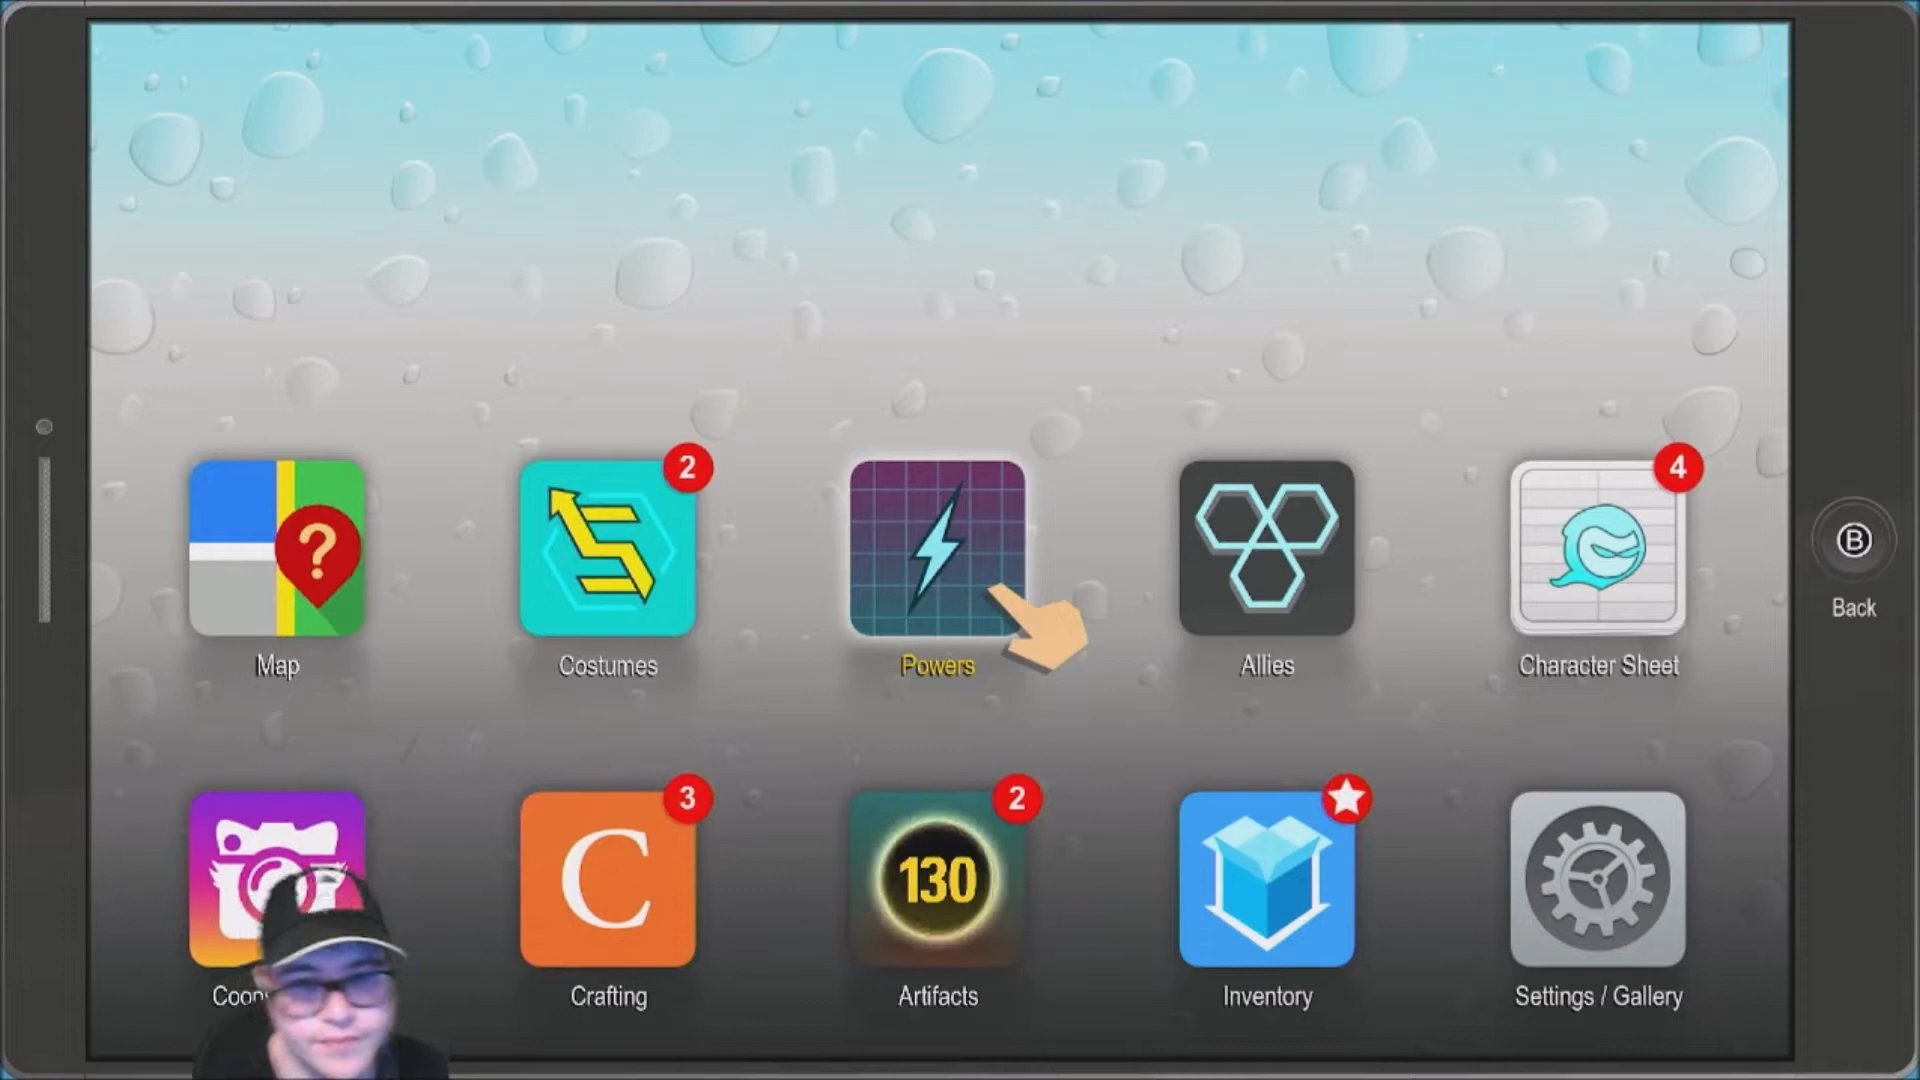 2
4
?
Map
Costumes
Powers
Allies
Character Sheet
B
Back
3
2
C
130
Crafting
Artifacts
Inventory
Settings / Gallery